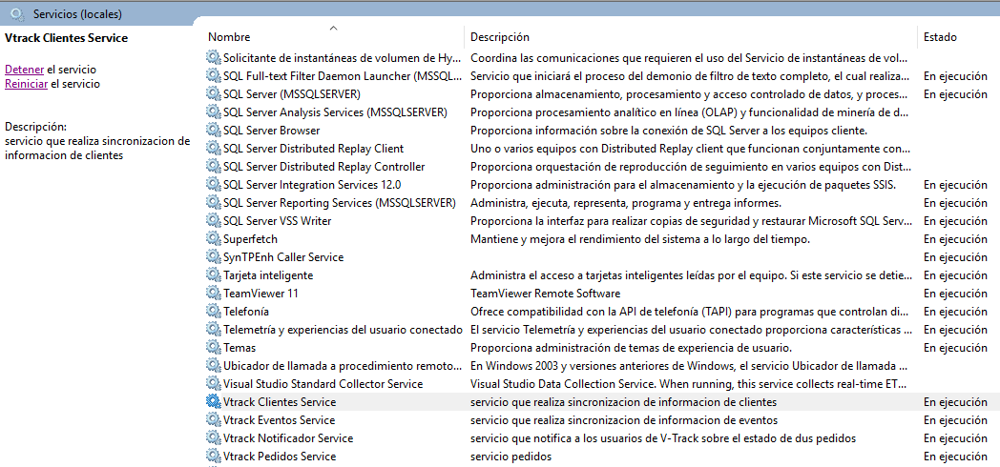 Servicios (locales)
Vtrack Clientes Service
Detener el servicio
Reiniciar el servicio
Descripción:
servicio que realiza sincronizacion de
informacion de clientes
Nombre Descripción Estado
Solicitante de instantáneas de volumen de Hy... Coordina las comunicaciones que requieren el uso del Servicio de instantáneas de vol...
SQL Full-text Filter Daemon Launcher (MSSQL... Servicio que iniciará el proceso del demonio de filtro de texto completo, el cual realiza... En ejecución
SQL Server (MSSQLSERVER) Proporciona almacenamiento, procesamiento y acceso controlado de datos, y proces... En ejecución
SQL Server Analysis Services (MSSQLSERVER) Proporciona procesamiento analítico en línea (OLAP) y funcionalidad de minería de d...
SQL Server Browser Proporciona información sobre la conexión de SQL Server a los equipos cliente.
SQL Server Distributed Replay Client Uno o varios equipos con Distributed Replay client que funcionan conjuntamente con...
SQL Server Distributed Replay Controller Proporciona orquestación de reproducción de seguimiento en varios equipos con Dist...
SQL Server Integration Services 12.0 Proporciona administración para el almacenamiento y la ejecución de paquetes SSIS. En ejecución
SQL Server Reporting Services (MSSQLSERVER) Administra, ejecuta, representa, programa y entrega informes. En ejecución
SQL Server VSS Writer Proporciona la interfaz para realizar copias de seguridad y restaurar Microsoft SQL Serv... En ejecución
Superfetch Mantiene y mejora el rendimiento del sistema a lo largo del tiempo. En ejecución
SynTPEnh Caller Service En ejecución
Tarjeta inteligente Administra el acceso a tarjetas inteligentes leídas por el equipo. Si este servicio se detie... En ejecución
TeamViewer 11 TeamViewer Remote Software En ejecución
Telefonía Ofrece compatibilidad con la API de telefonía (TAPI) para programas que controlan di... En ejecución
Telemetría y experiencias del usuario conectado El servicio Telemetría y experiencias del usuario conectado proporciona características ... En ejecución
Temas Proporciona administración de temas de experiencia de usuario. En ejecución
Ubicador de llamada a procedimiento remoto... En Windows 2003 y versiones anteriores de Windows, el servicio Ubicador de llamada ...
Visual Studio Standard Collector Service Visual Studio Data Collection Service. When running, this service collects real-time ET...
Vtrack Clientes Service servicio que realiza sincronizacion de informacion de clientes En ejecución
Vtrack Eventos Service servicio que realiza sincronizacion de informacion de eventos En ejecución
Vtrack Notificador Service servicio que notifica a los usuarios de V-Track sobre el estado de dus pedidos En ejecución
Vtrack Pedidos Service servicio pedidos En ejecución